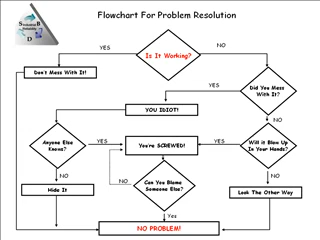 Flowchart For Problem Resolution
S B
D
YES
NO
Is It Working?
Don't Mess With It!
YES
Did You Mess
With It?
YOU IDIOT!
NO
Anyone Else
Knows?
YES
You're SCREWED!
YES
Will it Blow Up
In Your Hands?
NO
NO
Can You Blame
Someone Else?
NO
Hide It
Look The Other Way
Yes
NO PROBLEM!